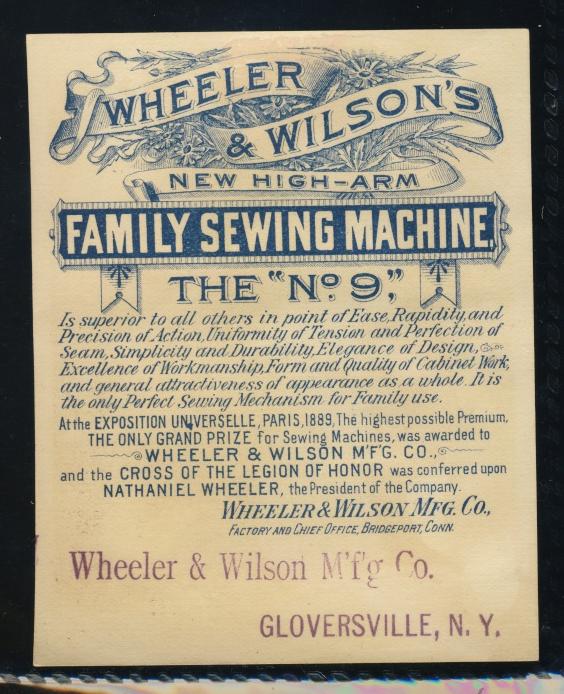 WHEELER
& WILSON'S
NEW HIGH-ARM
FAMILY SEWING MACHINE.
THE "No 9,"
Is superior to all others in point of Ease, Rapidity, and
Precision of Action, Uniformity of Tension and Perfection of
Seam, Simplicity and Durability, Elegance of Design,
Excellence of Workmanship, Form and Quality of Cabinet Work,
and general attractiveness of appearance as a whole. It is
the only Perfect Sewing Mechanism for Family use.
At the EXPOSITION UNIVERSELLE, PARIS, 1889, The highest possible Premium,
THE ONLY GRAND PRIZE for Sewing Machines, was awarded to
WHEELER & WILSON M'F'G. CO.,
and the CROSS OF THE LEGION OF HONOR was conferred upon
NATHANIEL WHEELER, the President of the Company.
WHEELER & WILSON MFG. CO.,
FACTORY AND CHIEF OFFICE, BRIDGEPORT, CONN.
Wheeler & Wilson M'f'g Co.
GLOVERSVILLE, N. Y.